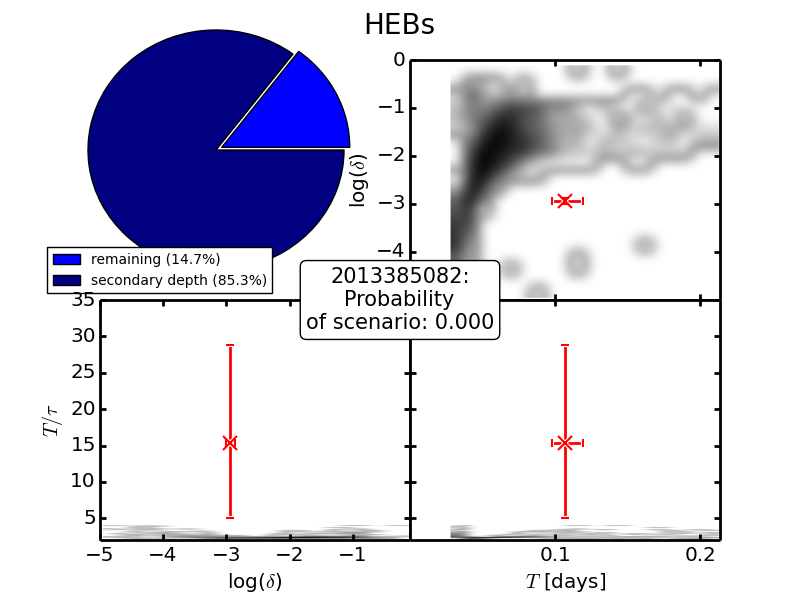 HEBs
remaining (14.7%)
secondary depth (85.3%)
0
−1
−2
−3
−4
log(δ)
2013385082:
Probability
of scenario: 0.000
35
30
25
20
15
10
5
T/τ
−5 −4 −3 −2 −1
log(δ)
0.1 0.2
T [days]